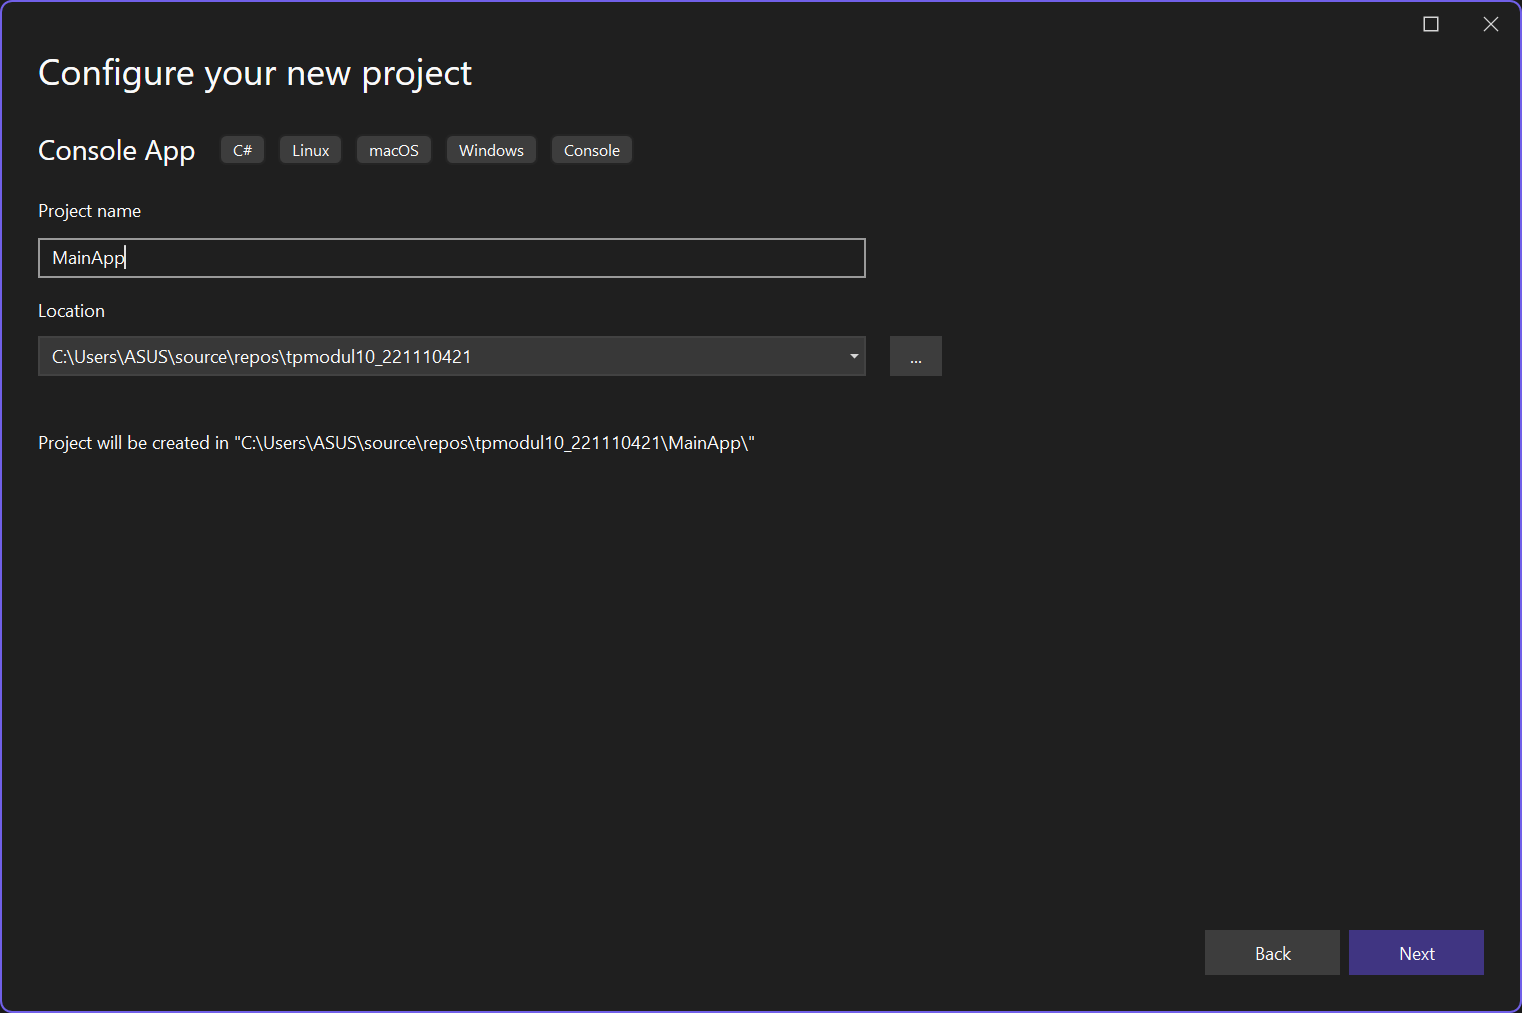 Configure your new project
Console App C# Linux macOS Windows Console
Project name
MainApp
Location
C:\Users\ASUS\source\repos\tpmodul10_221110421
...
Project will be created in "C:\Users\ASUS\source\repos\tpmodul10_221110421\MainApp\"
Back Next